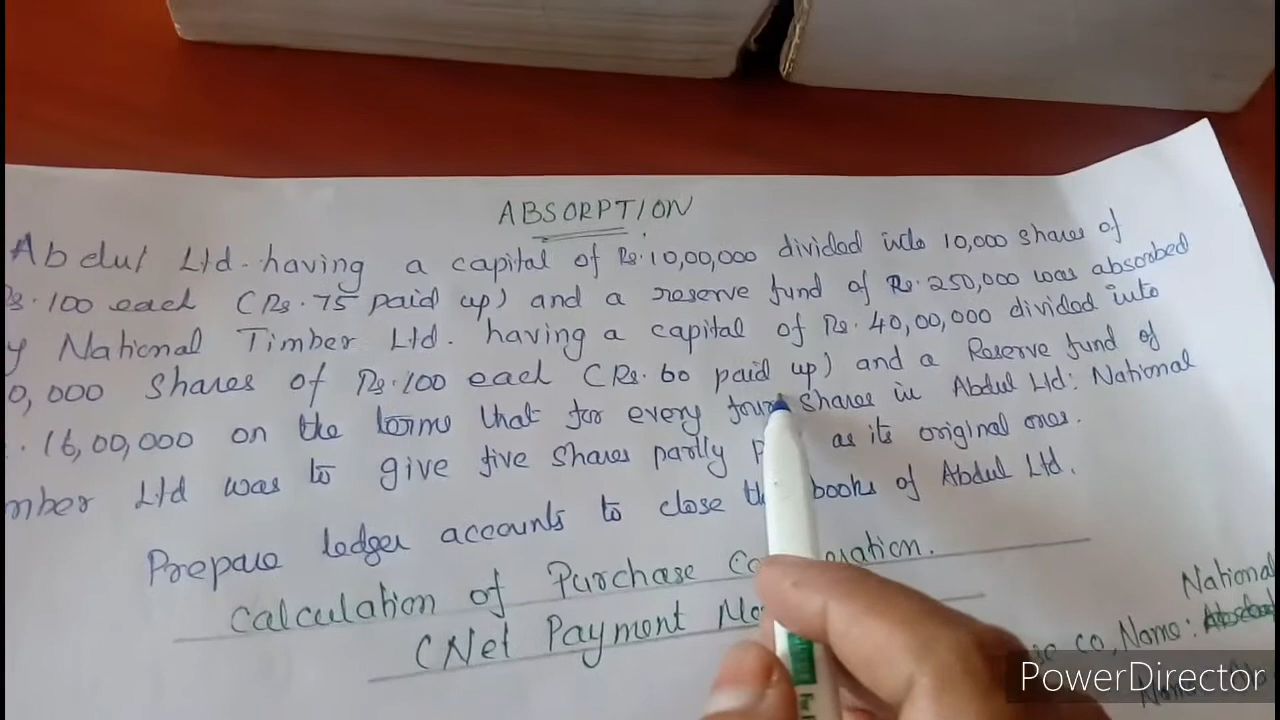 ABSORPTION
Abdul Ltd. having a capital of Rs. 10,00,000 divided into 10,000 shares of
Rs. 100 each (Rs. 75 paid up) and a reserve fund of Rs. 250,000 was absorbed
y National Timber Ltd. having a capital of Rs. 40,00,000 divided into
0,000 shares of Rs. 100 each (Rs. 60 paid up) and a Reserve fund of
. 16,00,000 on the terms that for every four shares in Abdul Ltd: National
mber Ltd was to give five shares partly P as its original ones.
Prepare ledger accounts to close books of Abdul Ltd.
Calculation of Purchase Co ration.
(Net Payment Me
National
se Co, Name:
PowerDirector